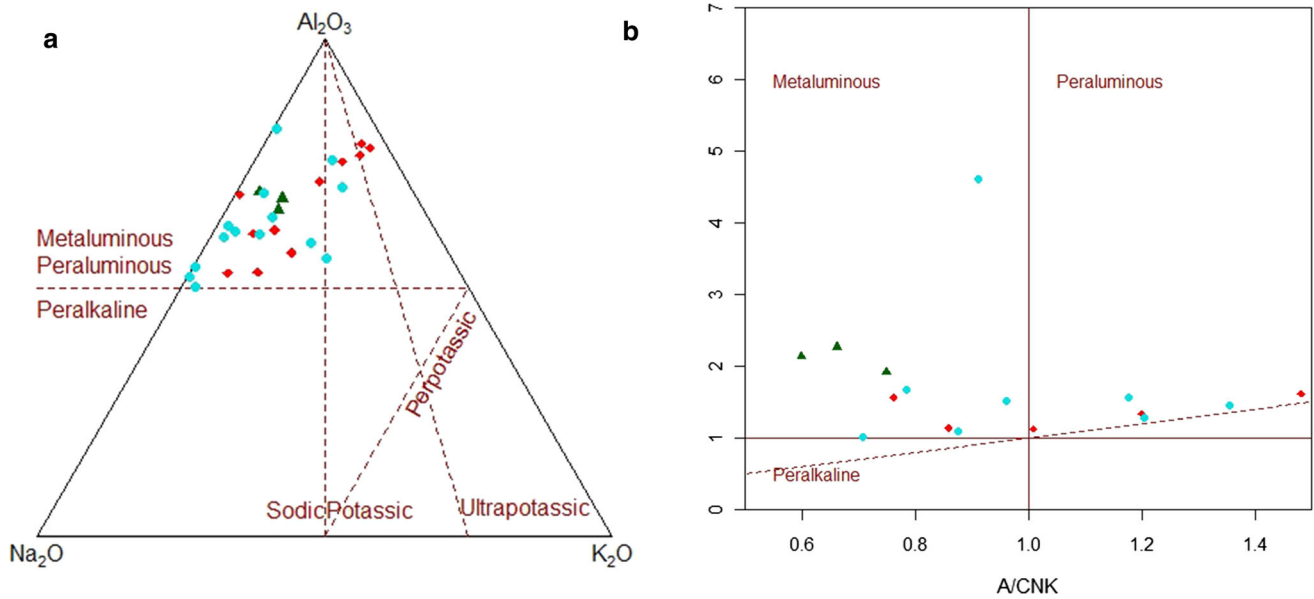 a
Al₂O₃
Metaluminous
Peraluminous
Peralkaline
Perpotassic
Sodic Potassic
Ultrapotassic
Na₂O
K₂O
b
7
6
5
4
3
2
1
0
Metaluminous
Peraluminous
Peralkaline
0.6 0.8 1.0 1.2 1.4
A/CNK